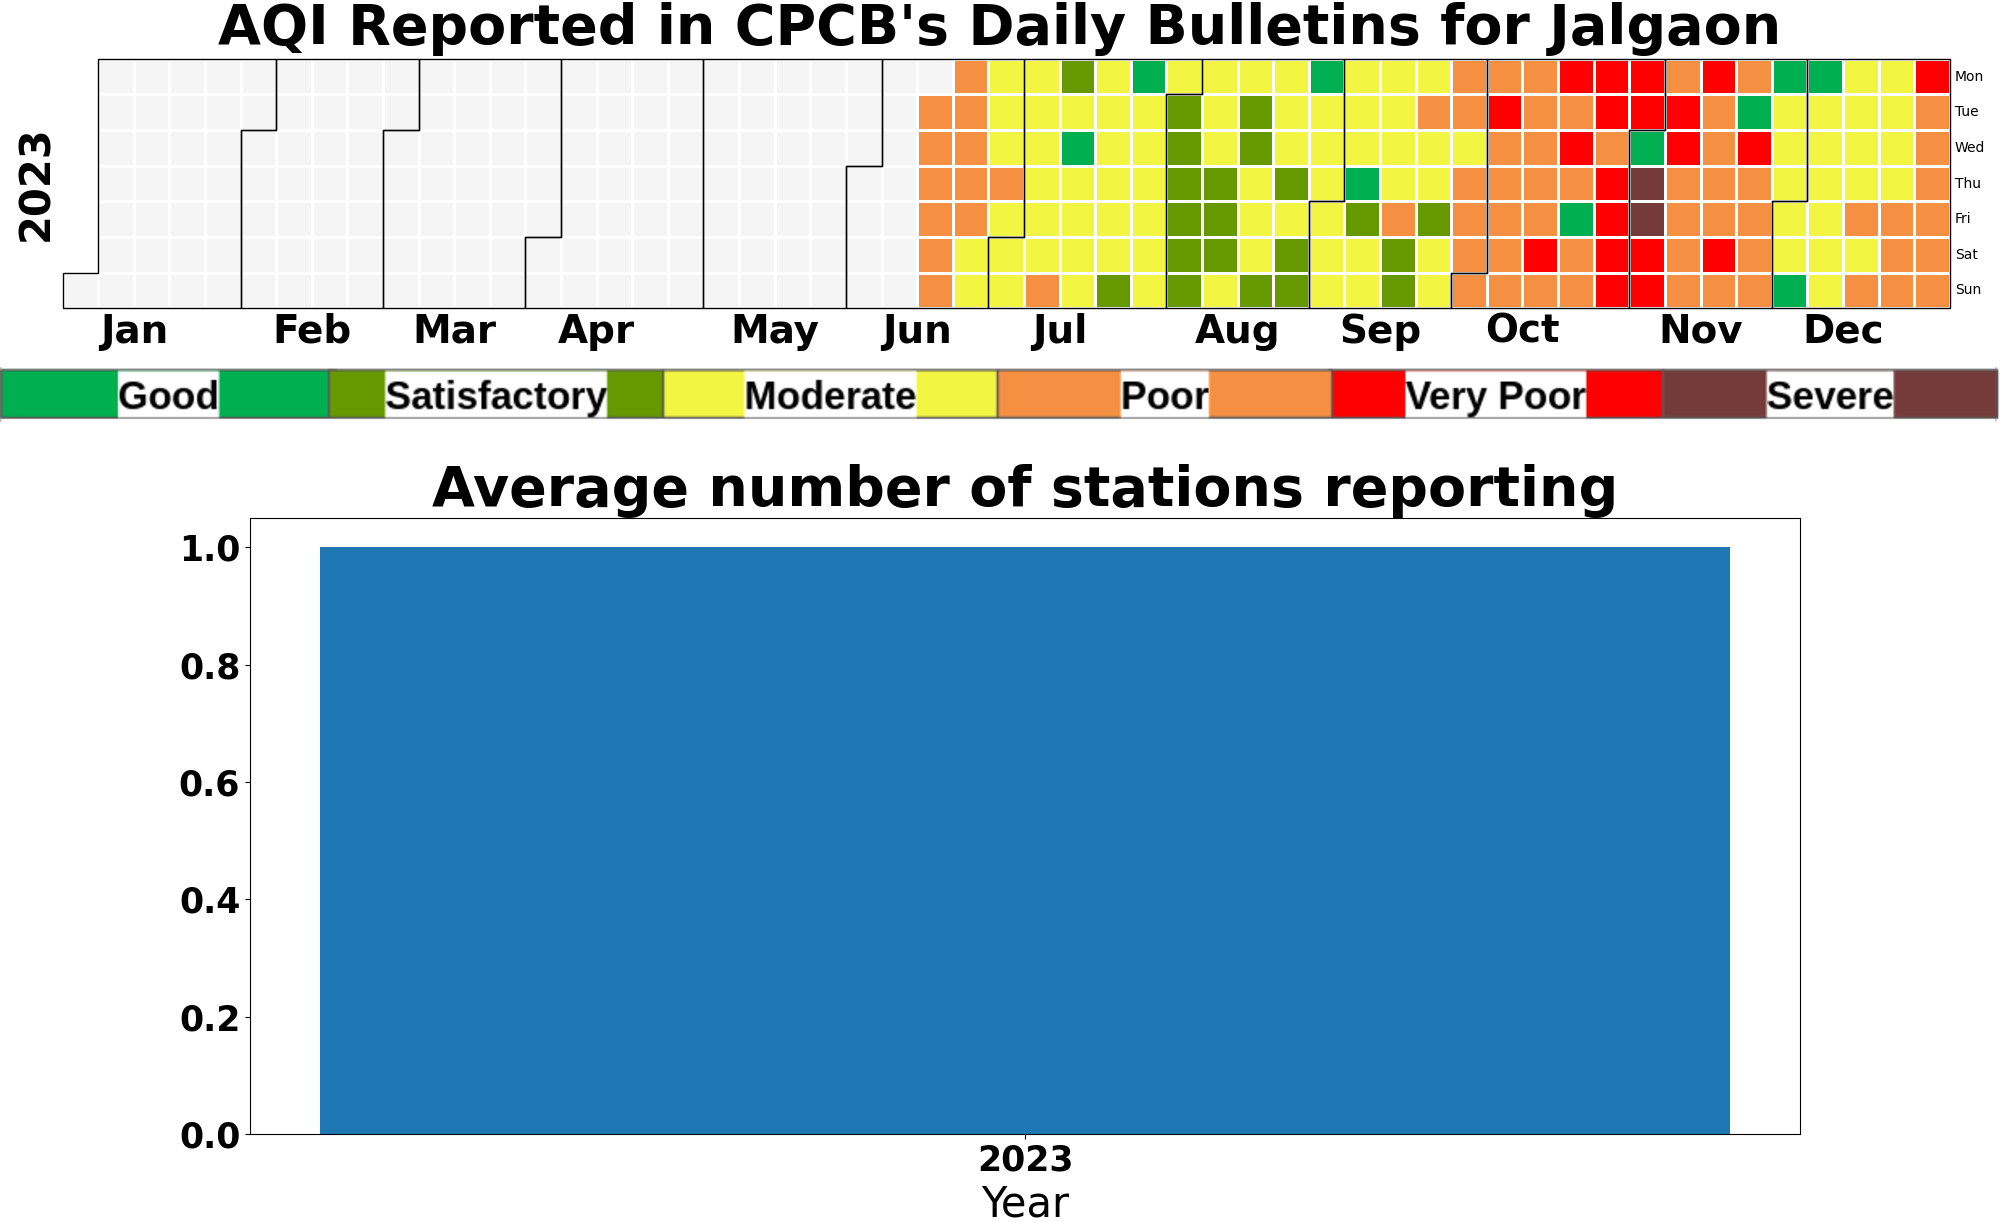 AQI Reported in CPCB's Daily Bulletins for Jalgaon
2023
Mon
Tue
Wed
Thu
Fri
Sat
Sun
Jan Feb Mar Apr May Jun Jul Aug Sep Oct Nov Dec
Good Satisfactory Moderate Poor Very Poor Severe
Average number of stations reporting
1.0
0.8
0.6
0.4
0.2
0.0
2023
Year